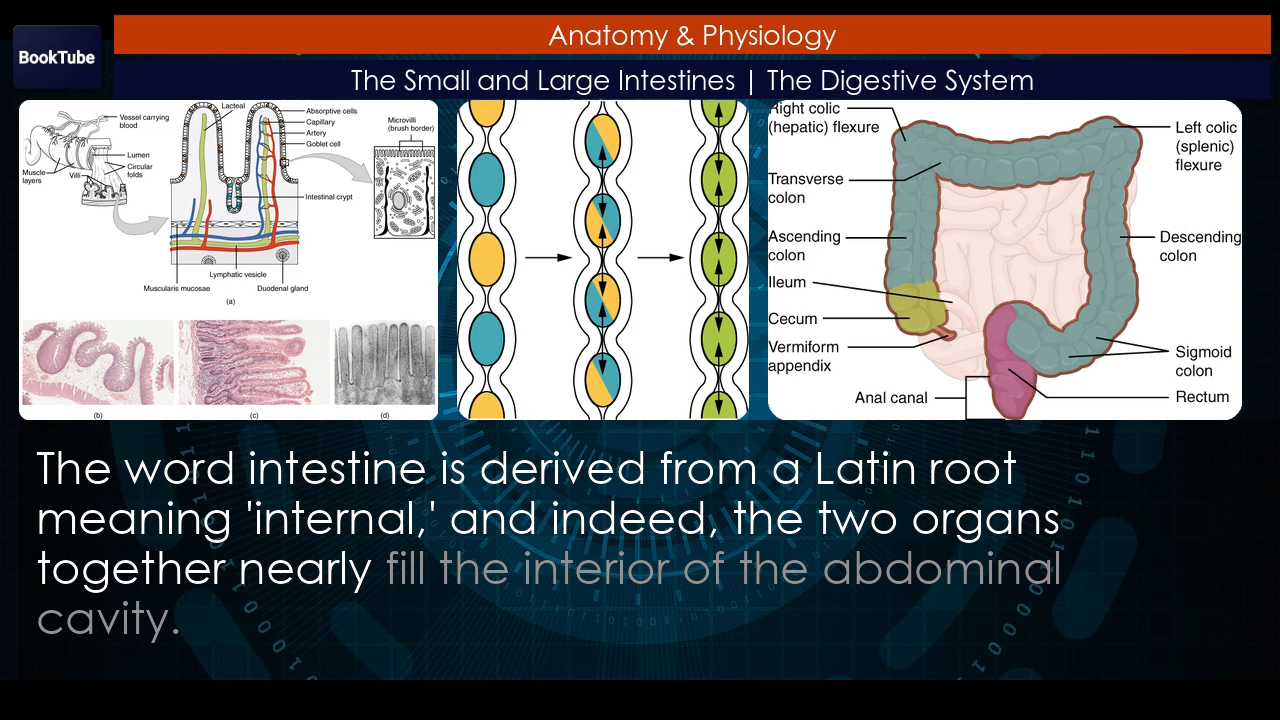 BookTube
Anatomy & Physiology
The Small and Large Intestines | The Digestive System
Lacteal
Vessel carrying
blood
Lumen
Circular
folds
Muscle
layers
Villi
Absorptive cells
Capillary
Artery
Goblet cell
Microvilli
(brush border)
Intestinal crypt
Lymphatic vesicle
Muscularis mucosae
Duodenal gland
(a)
(b)
(c)
(d)
Right colic
(hepatic) flexure
Transverse
colon
Ascending
colon
Ileum
Cecum
Vermiform
appendix
Anal canal
Left colic
(splenic)
flexure
Descending
colon
Sigmoid
colon
Rectum
The word intestine is derived from a Latin root
meaning 'internal,' and indeed, the two organs
together nearly fill the interior of the abdominal
cavity.